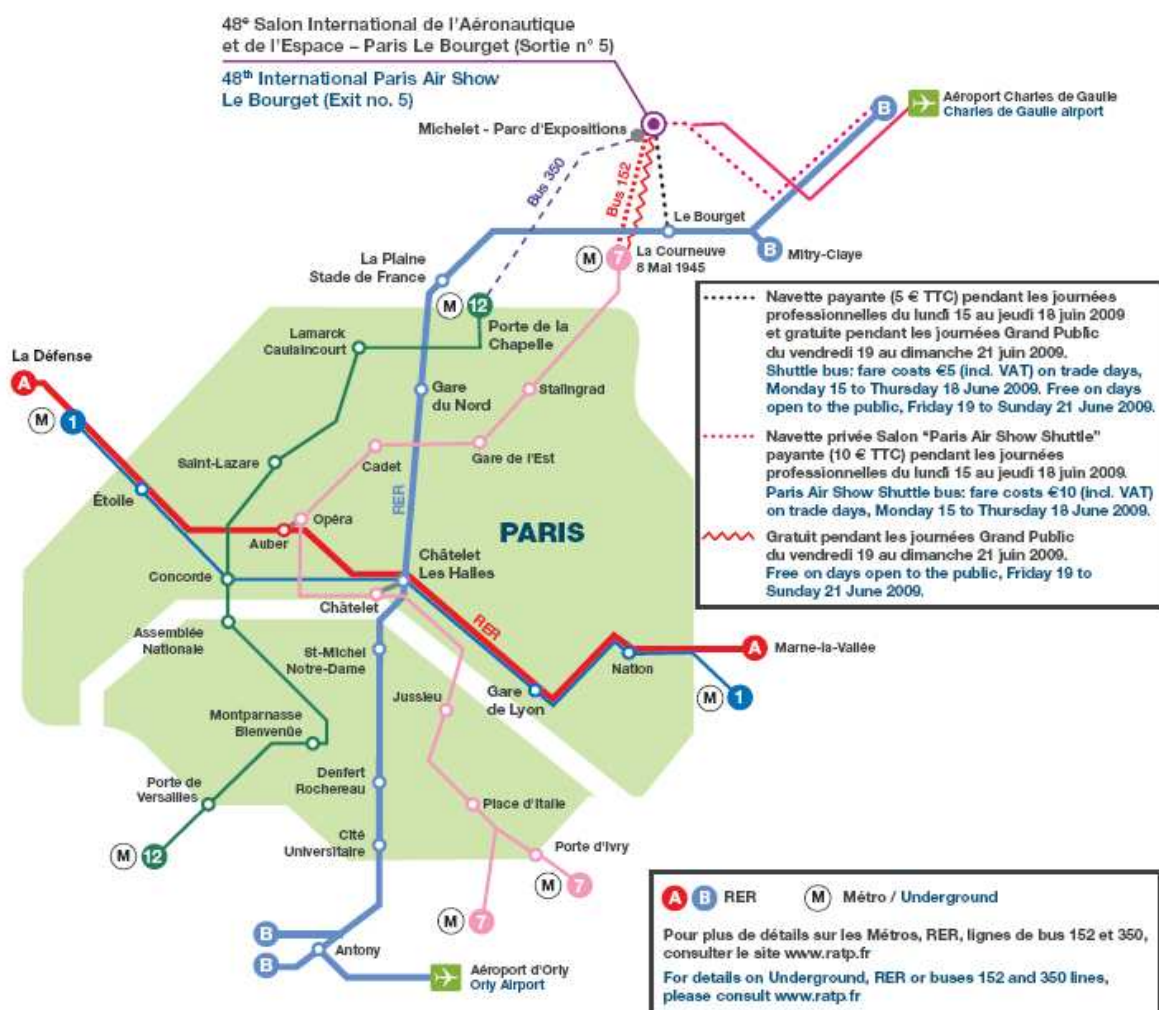 48e Salon International de l'Aéronautique
et de l'Espace – Paris Le Bourget (Sortie n° 5)
48th International Paris Air Show
Le Bourget (Exit no. 5)
Michelet - Parc d'Expositions
B
Aéroport Charles de Gaulle
Charles de Gaulle airport
Bus 350
Bus 152
Le Bourget
M 7
La Courneuve
8 Mai 1945
B
Mitry-Claye
La Plaine
Stade de France
M 12
Porte de la
Chapelle
Lamarck
Caulaincourt
La Défense
A
M 1
Gare
du Nord
Stalingrad
Cadet
Gare de l'Est
Saint-Lazare
Étoile
RER
Opéra
Auber
PARIS
Concorde
Châtelet
Les Halles
Châtelet
RER
Assemblée
Nationale
St-Michel
Notre-Dame
Nation
A
Marne-la-Vallée
M 1
Jussieu
Gare
de Lyon
Montparnasse
Bienvenüe
Denfert
Rochereau
Porte de
Versailles
Place d'Italie
M 12
Cité
Universitaire
Porte d'Ivry
M 7
M 7
B
B
Antony
Aéroport d'Orly
Orly Airport
Navette payante (5 € TTC) pendant les journées
professionnelles du lundi 15 au jeudi 18 juin 2009
et gratuite pendant les journées Grand Public
du vendredi 19 au dimanche 21 juin 2009.
Shuttle bus: fare costs €5 (incl. VAT) on trade days,
Monday 15 to Thursday 18 June 2009. Free on days
open to the public, Friday 19 to Sunday 21 June 2009.
Navette privée Salon "Paris Air Show Shuttle"
payante (10 € TTC) pendant les journées
professionnelles du lundi 15 au jeudi 18 juin 2009.
Paris Air Show Shuttle bus: fare costs €10 (incl. VAT)
on trade days, Monday 15 to Thursday 18 June 2009.
Gratuit pendant les journées Grand Public
du vendredi 19 au dimanche 21 juin 2009.
Free on days open to the public, Friday 19 to
Sunday 21 June 2009.
A B RER M Métro / Underground
Pour plus de détails sur les Métros, RER, lignes de bus 152 et 350,
consulter le site www.ratp.fr
For details on Underground, RER or buses 152 and 350 lines,
please consult www.ratp.fr